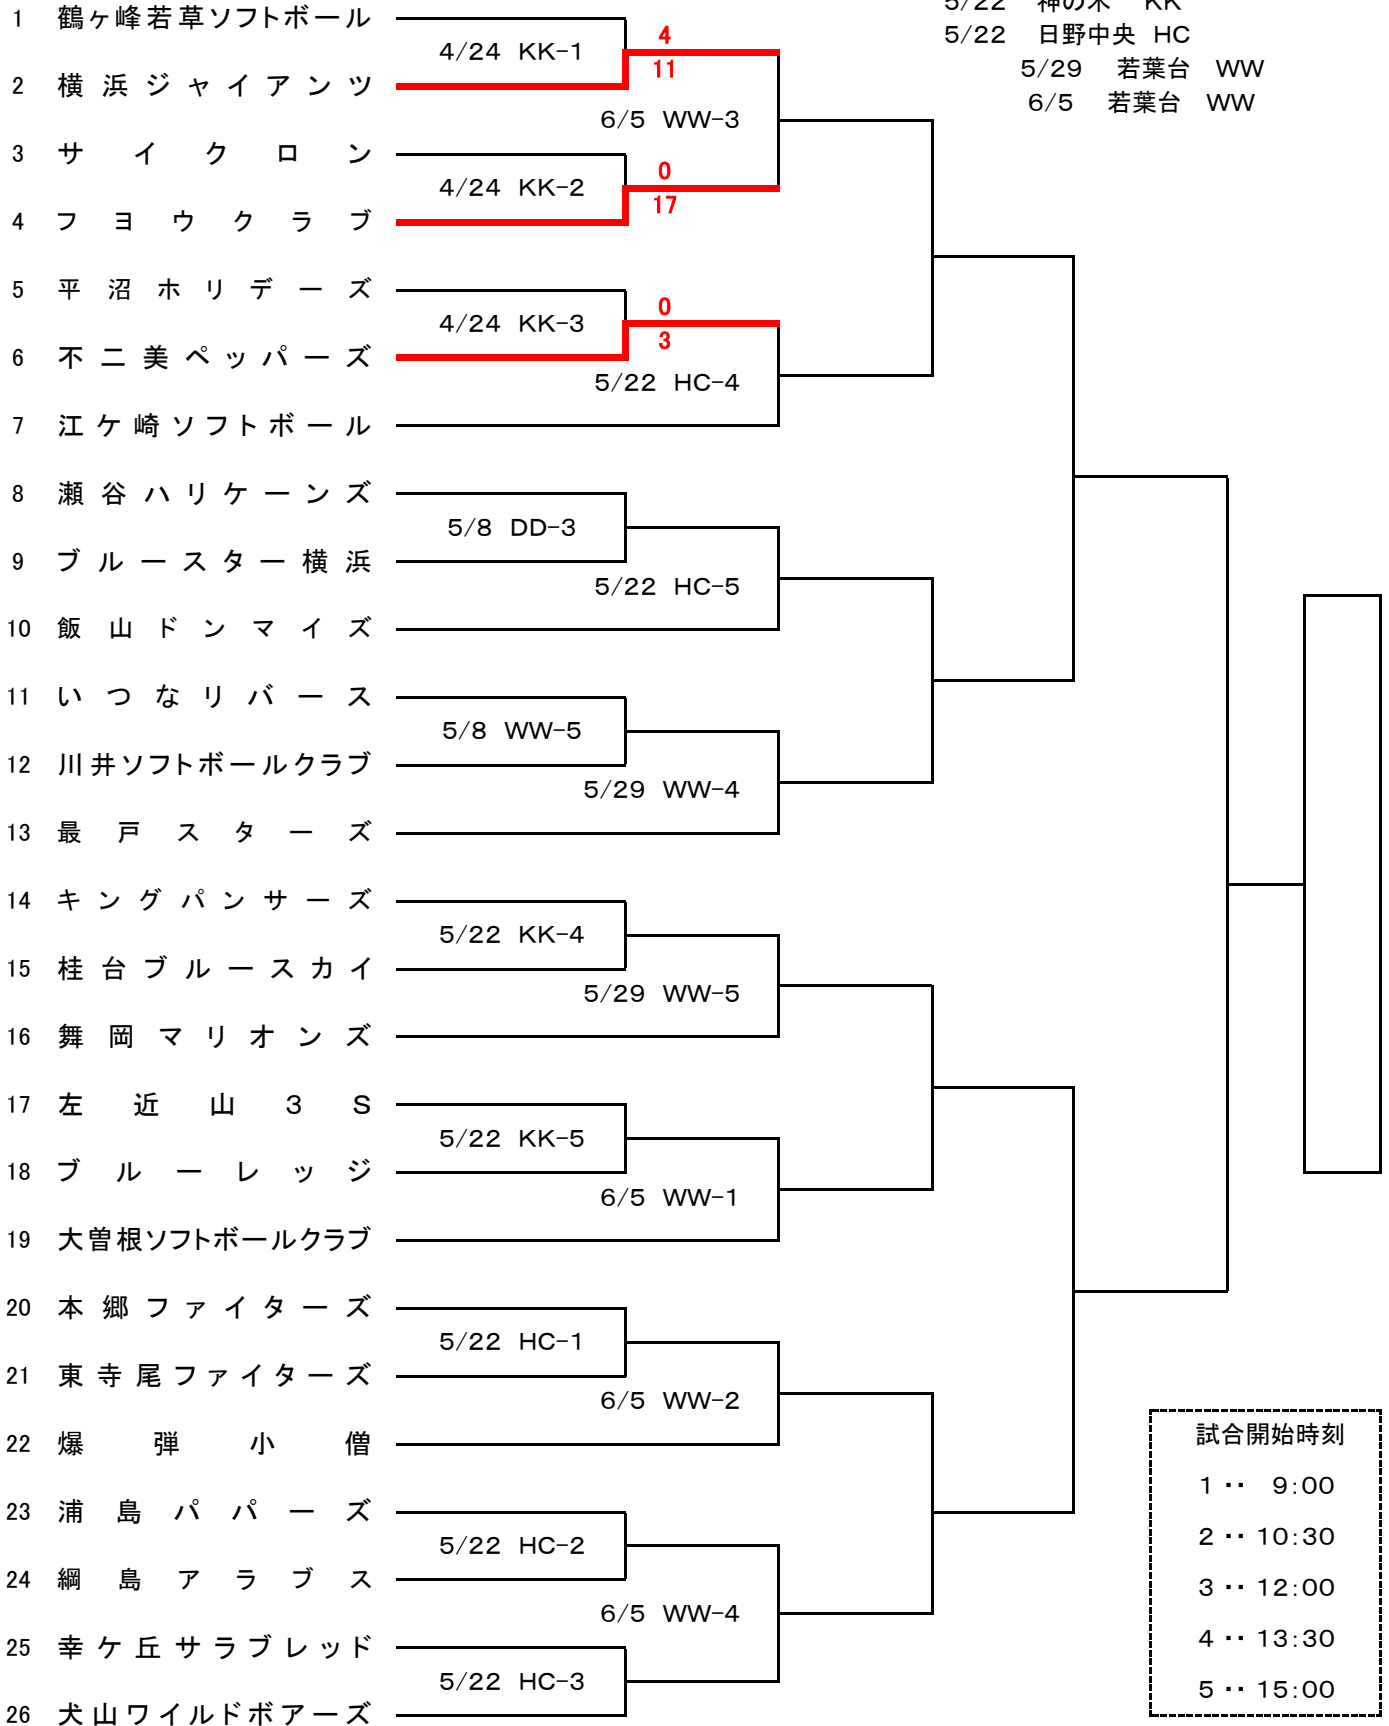 5/22 神の木 KK
5/22 日野中央 HC
5/29 若葉台 WW
6/5 若葉台 WW
1 鶴ヶ峰若草ソフトボール
4/24 KK-1
4
11
2 横浜ジャイアンツ
6/5 WW-3
3 サイクロン
4/24 KK-2
0
17
4 フヨウクラブ
5 平沼ホリデーズ
4/24 KK-3
0
3
6 不二美ペッパーズ
5/22 HC-4
7 江ケ崎ソフトボール
8 瀬谷ハリケーンズ
5/8 DD-3
9 ブルースター横浜
5/22 HC-5
10 飯山ドンマイズ
11 いつなリバース
5/8 WW-5
12 川井ソフトボールクラブ
5/29 WW-4
13 最戸スターズ
14 キングパンサーズ
5/22 KK-4
15 桂台ブルースカイ
5/29 WW-5
16 舞岡マリオンズ
17 左近山3S
5/22 KK-5
18 ブルーレッジ
6/5 WW-1
19 大曽根ソフトボールクラブ
20 本郷ファイターズ
5/22 HC-1
21 東寺尾ファイターズ
6/5 WW-2
22 爆弾小僧
23 浦島パパーズ
5/22 HC-2
24 綱島アラブス
6/5 WW-4
25 幸ケ丘サラブレッド
5/22 HC-3
26 犬山ワイルドボアーズ
試合開始時刻
1 ・・ 9:00
2 ・・ 10:30
3 ・・ 12:00
4 ・・ 13:30
5 ・・ 15:00